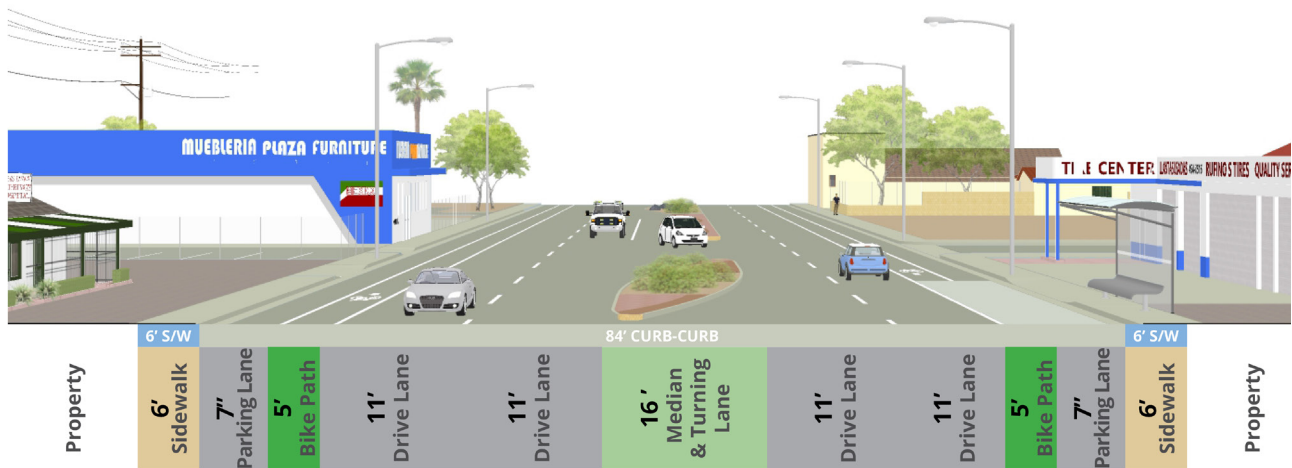 MUEBLERIA PLAZA FURNITURE
TILE CENTER
RUFINO S TIRES QUALITY SER
6’ S/W
84’ CURB-CURB
6’ S/W
Property
6’
Sidewalk
7”
Parking Lane
5’
Bike Path
11’
Drive Lane
11’
Drive Lane
16’
Median
& Turning
Lane
11’
Drive Lane
11’
Drive Lane
5’
Bike Path
7”
Parking Lane
6’
Sidewalk
Property